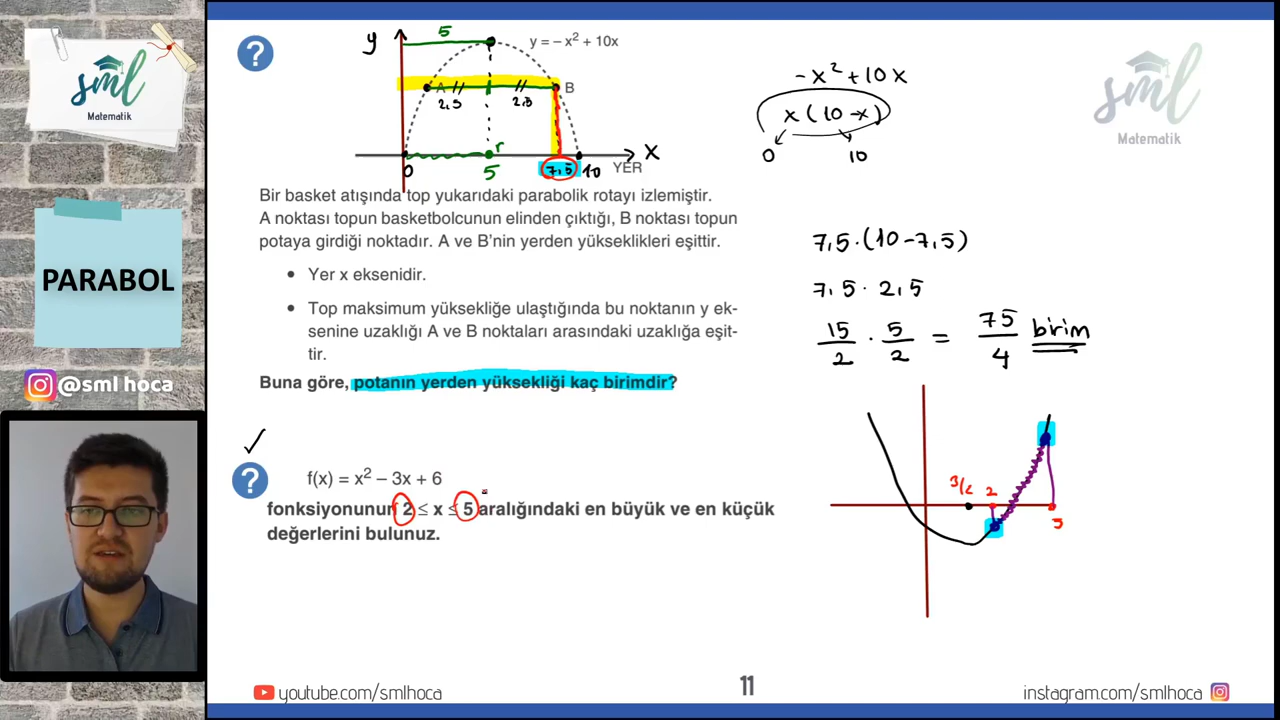 sml
Matematik
PARABOL
@sml hoca
?
y
5
y = – x² + 10x
A
B
2,5
2,5
r
x
0
5
7,5
10
YER
Bir basket atışında top yukarıdaki parabolik rotayı izlemiştir.
A noktası topun basketbolcunun elinden çıktığı, B noktası topun
potaya girdiği noktadır. A ve B'nin yerden yükseklikleri eşittir.
• Yer x eksenidir.
• Top maksimum yüksekliğe ulaştığında bu noktanın y ek-
senine uzaklığı A ve B noktaları arasındaki uzaklığa eşit-
tir.
Buna göre, potanın yerden yüksekliği kaç birimdir?
?
f(x) = x² – 3x + 6
fonksiyonunun 2 ≤ x ≤ 5 aralığındaki en büyük ve en küçük
değerlerini bulunuz.
-x² + 10x
x(10-x)
0
10
sml
Matematik
7,5 . (10-7,5)
7,5 . 2,5
15/2 . 5/2 = 75/4 birim
3/2
2
5
youtube.com/smlhoca
11
instagram.com/smlhoca